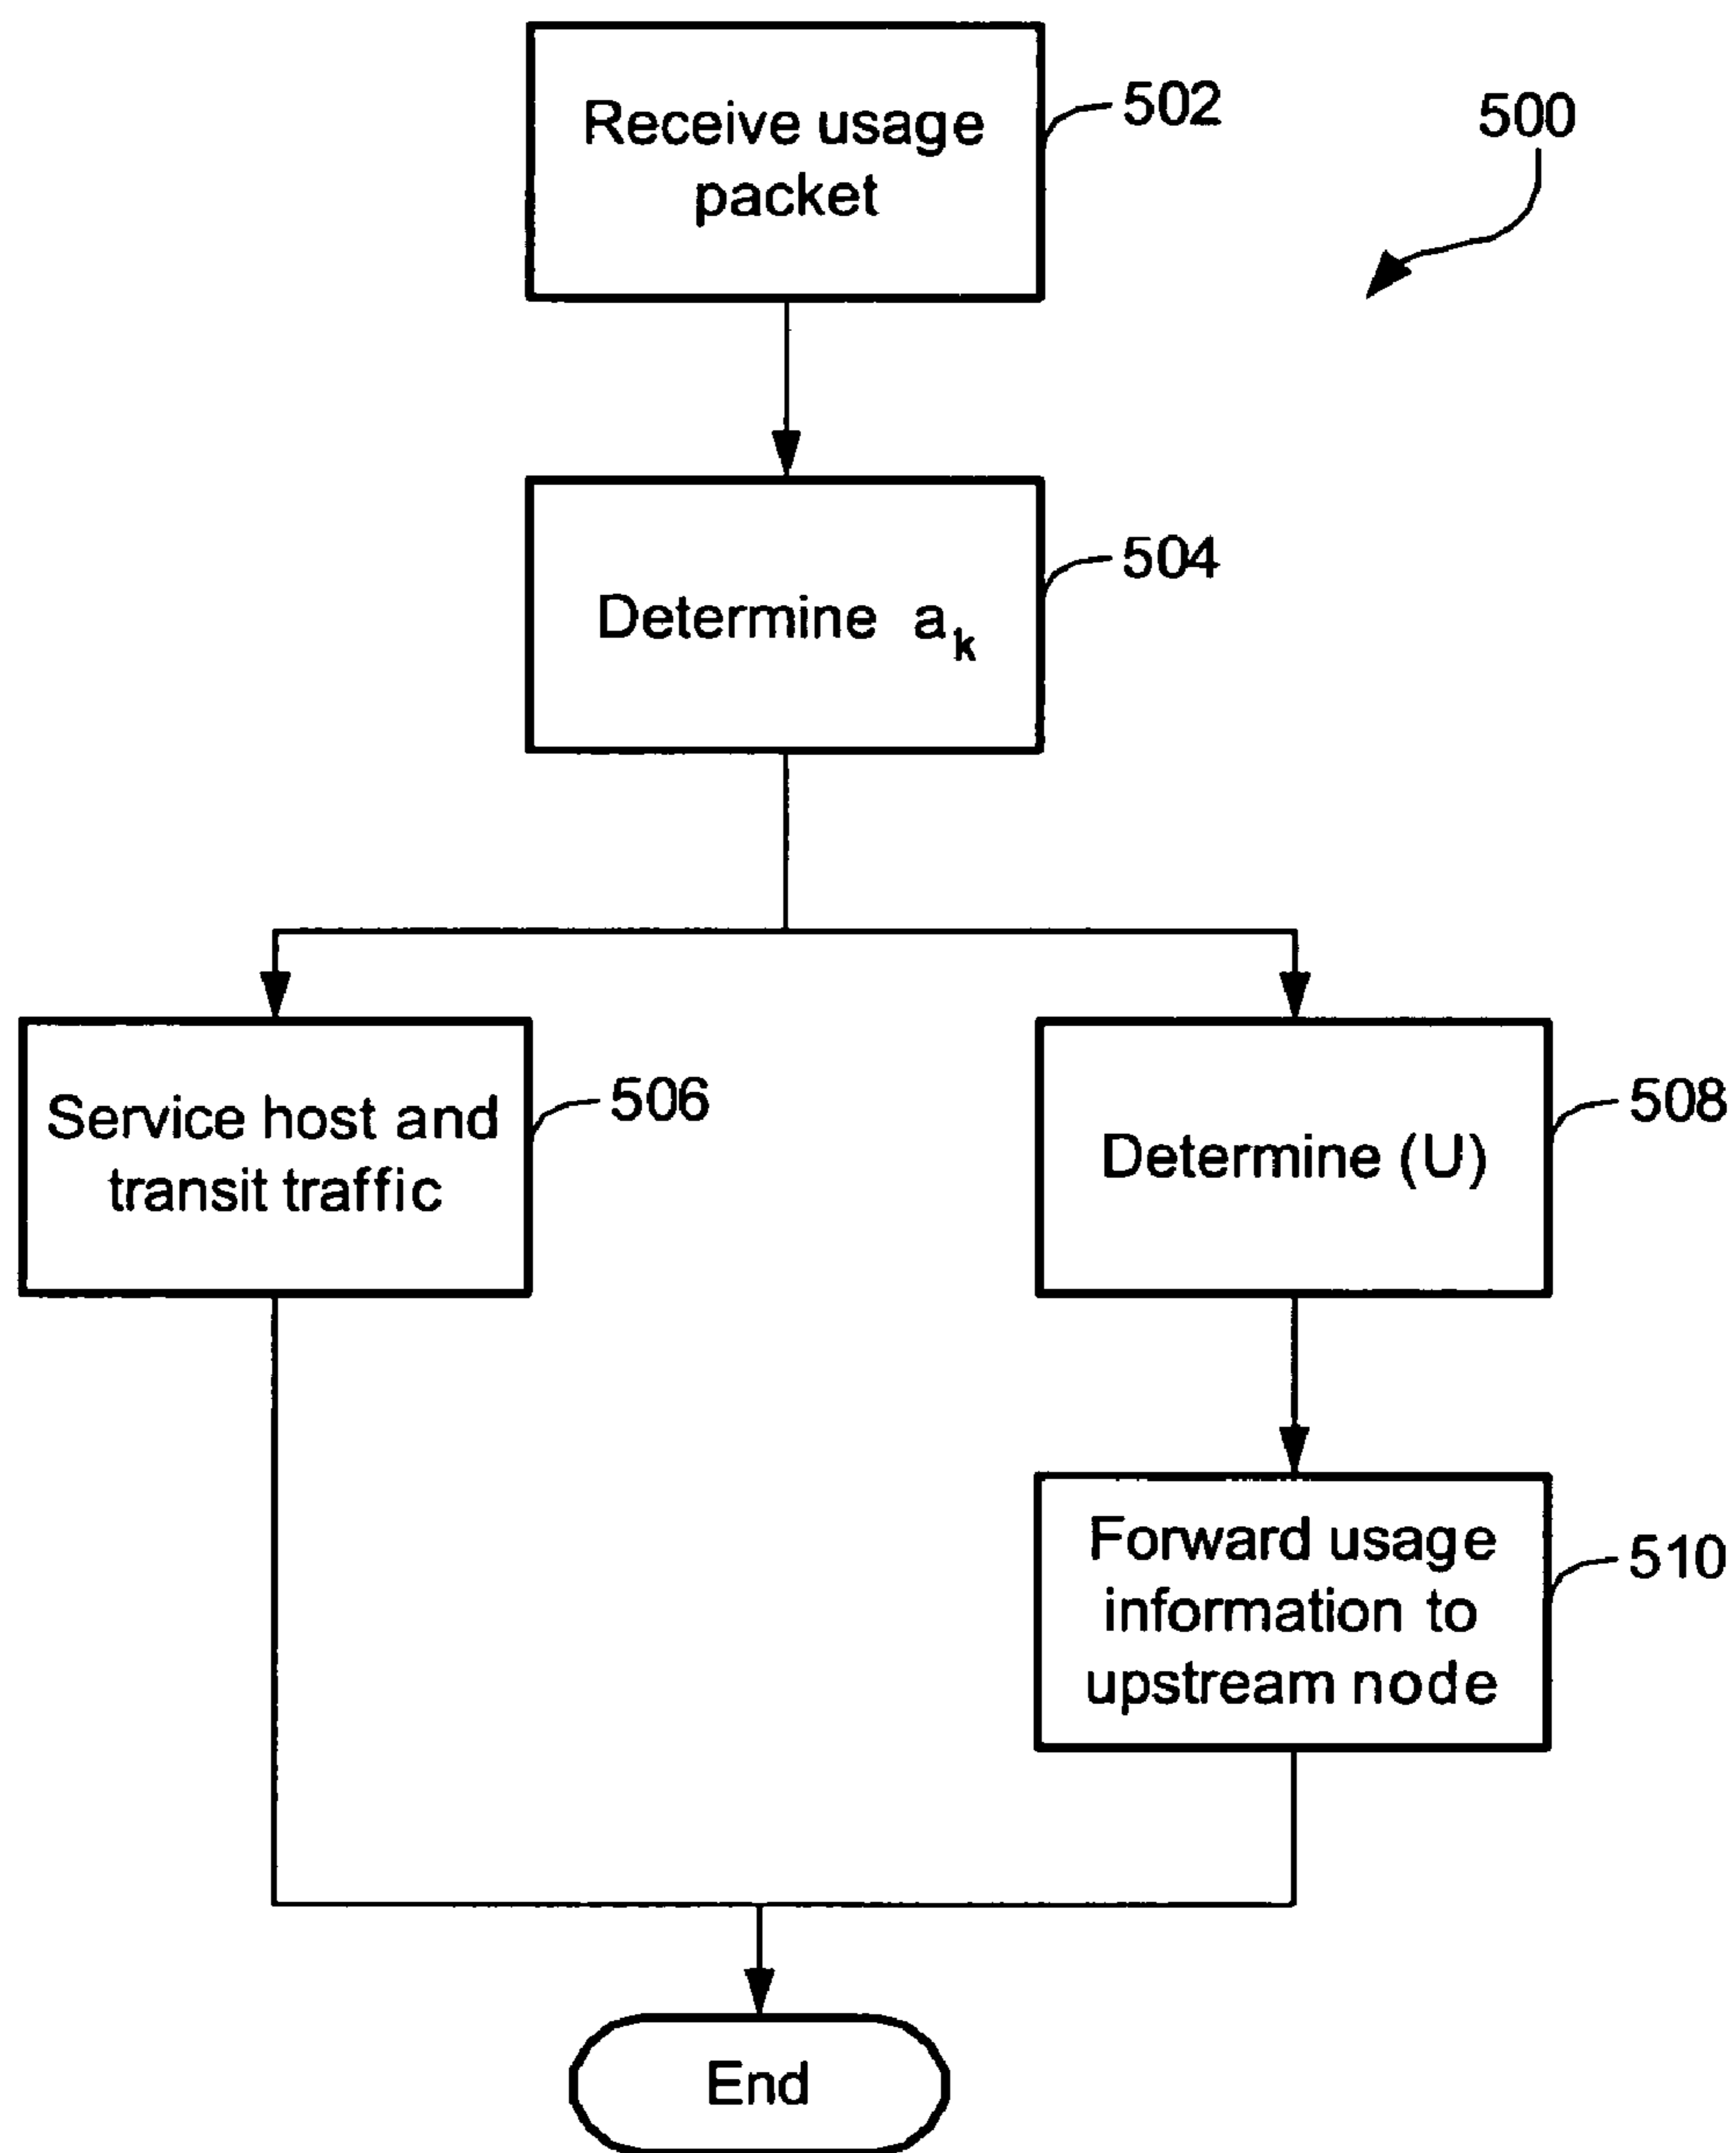 Receive usage
packet
502
500
Determine a_k
504
Service host and
transit traffic
506
Determine (U)
508
Forward usage
information to
upstream node
510
End